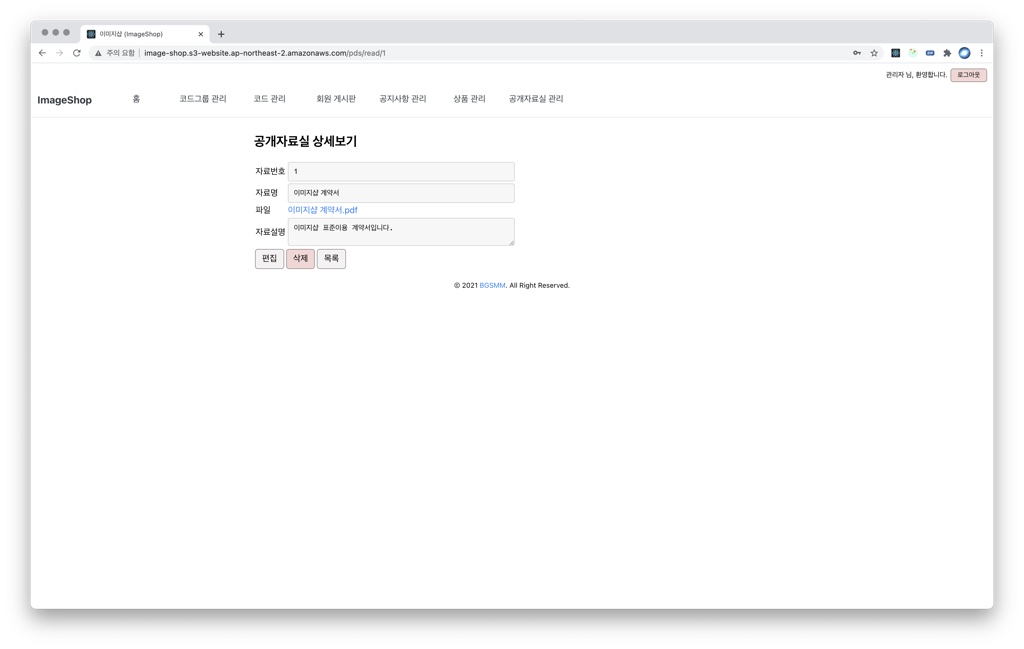 이미지샵 (ImageShop)
주의 요함 image-shop.s3-website.ap-northeast-2.amazonaws.com/pds/read/1
관리자 님, 환영합니다. 로그아웃
ImageShop 홈 코드그룹 관리 코드 관리 회원 게시판 공지사항 관리 상품 관리 공개자료실 관리
공개자료실 상세보기
자료번호 1
자료명 이미지샵 계약서
파일 이미지샵 계약서.pdf
자료설명 이미지샵 표준이용 계약서입니다.
편집 삭제 목록
© 2021 BGSMM. All Right Reserved.